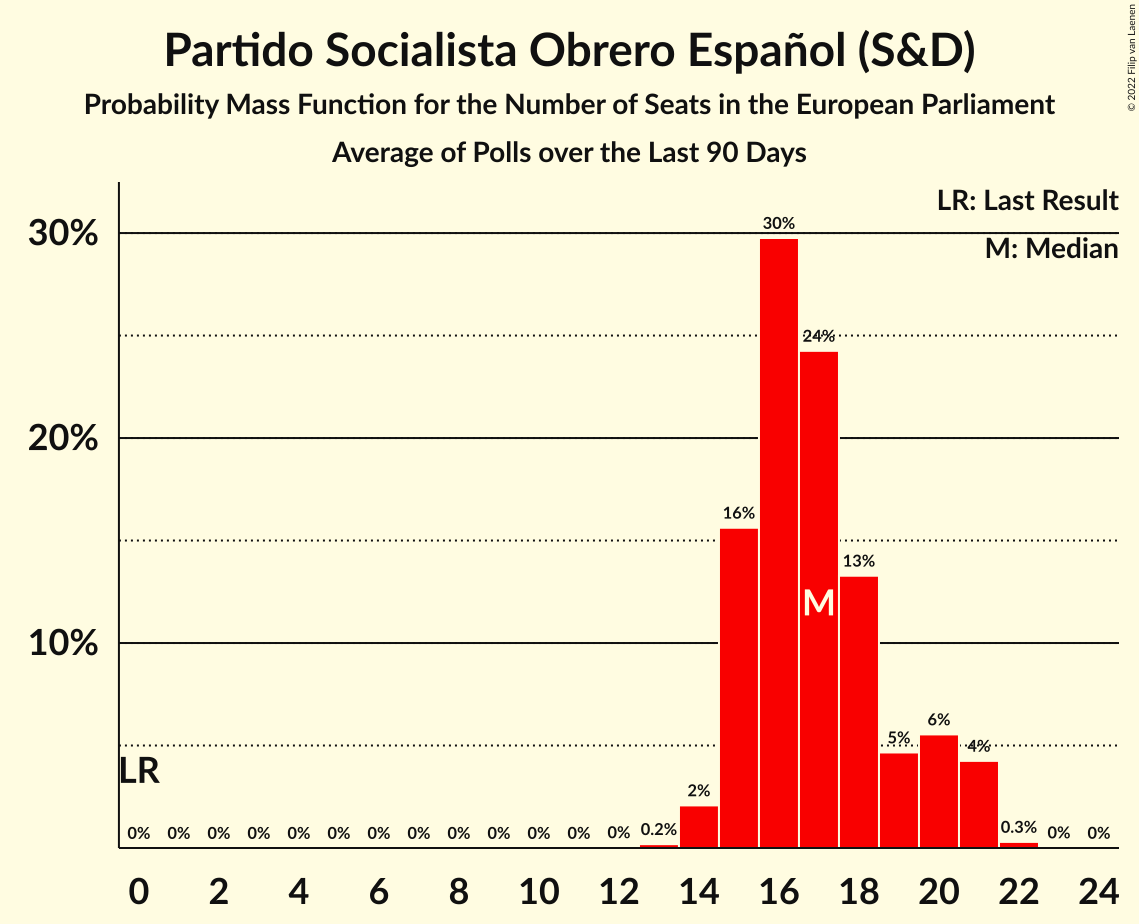 Partido Socialista Obrero Español (S&D)
Probability Mass Function for the Number of Seats in the European Parliament
Average of Polls over the Last 90 Days
© 2022 Filip van Laenen
LR: Last Result
M: Median
30%
20%
10%
30%
24%
16%
13%
M
6%
5%
4%
LR
2%
0% 0% 0% 0% 0% 0% 0% 0% 0% 0% 0% 0% 0% 0.2% 0.3% 0% 0%
0 2 4 6 8 10 12 14 16 18 20 22 24